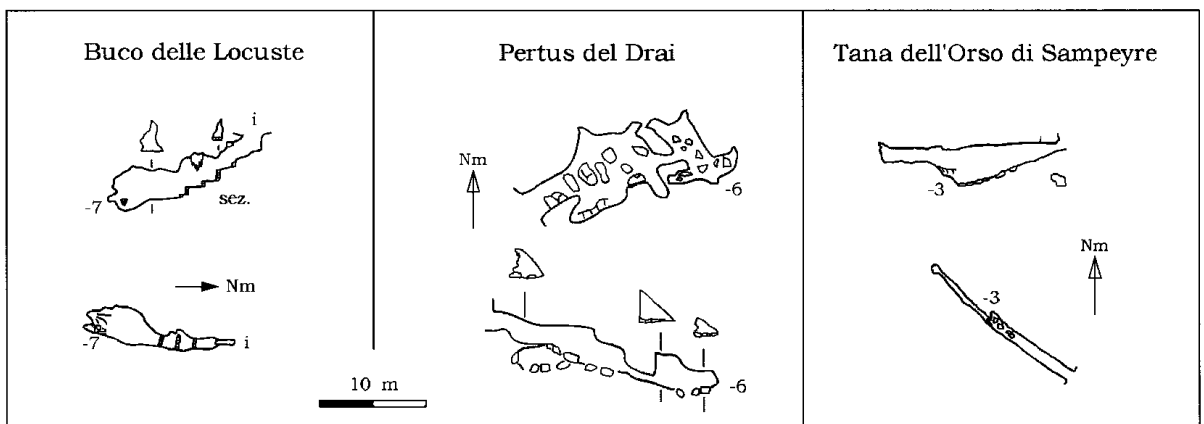 Buco delle Locuste
i
-7
sez.
Nm
-7
i
10 m
Pertus del Drai
Nm
-6
-6
Tana dell'Orso di Sampeyre
-3
Nm
-3